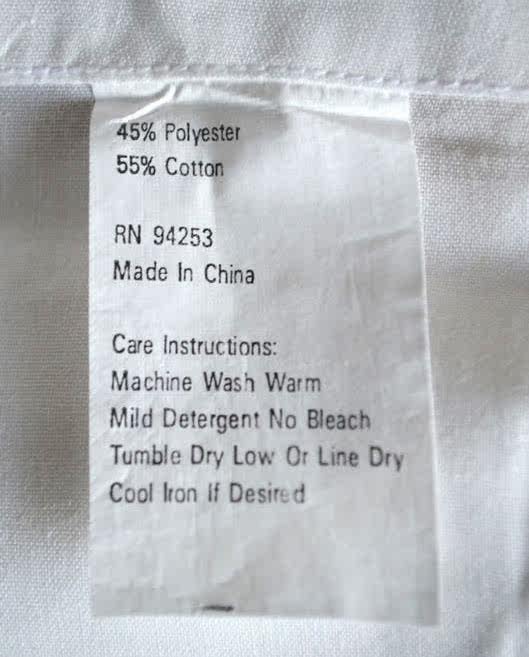 45% Polyester
55% Cotton
RN 94253
Made In China
Care Instructions:
Machine Wash Warm
Mild Detergent No Bleach
Tumble Dry Low Or Line Dry
Cool Iron If Desired